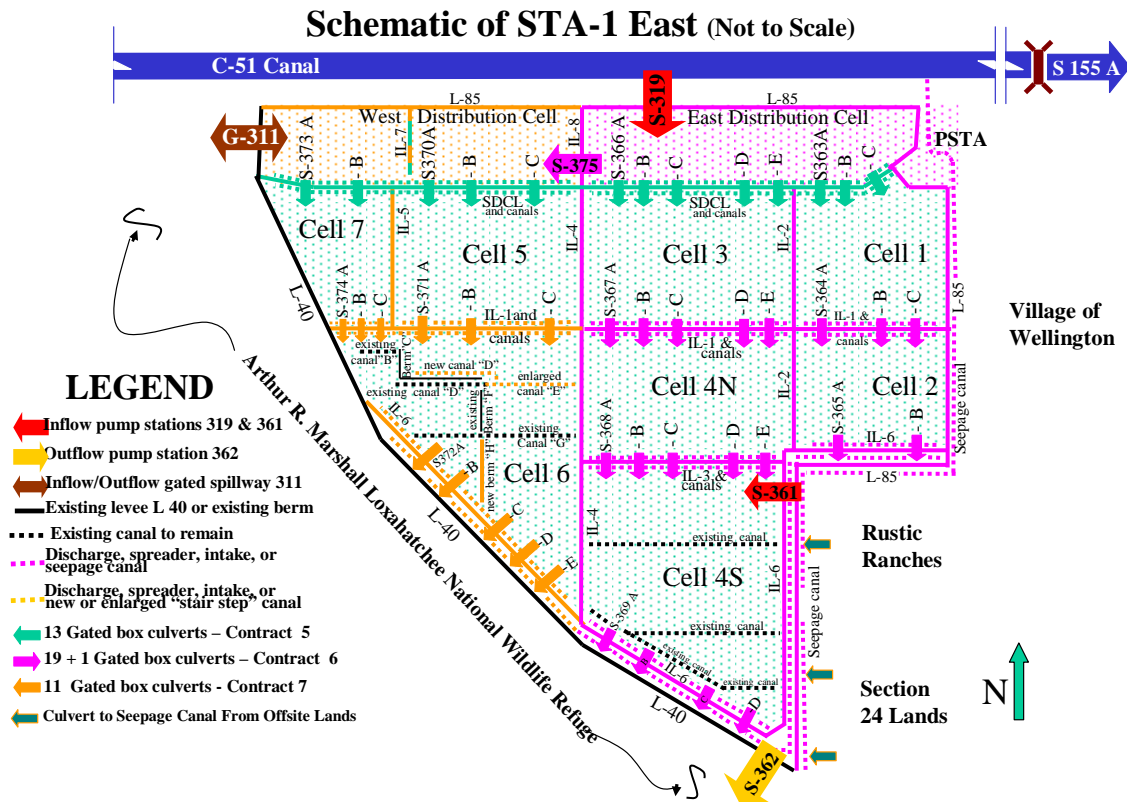 Schematic of STA-1 East (Not to Scale)
C-51 Canal
S 155 A
L-85
L-85
S-319
West Distribution Cell
East Distribution Cell
PSTA
G-311
IL-7
IL-8
S-375
S-373 A
- B
S370A
- B
- C
S-366 A
- B
- C
- D
- E
S363A
- B
- C
SDCL
and canals
SDCL
and canals
Cell 7
IL-5
Cell 5
IL-4
Cell 3
IL-2
Cell 1
L-40
L-85
S-374 A
- B
- C
S-371 A
- B
- C
S-367 A
- B
- C
- D
- E
S-364 A
- B
- C
IL-1and
canals
IL-1 &
canals
IL-1 &
canals
Village of
Wellington
existing
canal "B"
Berm "C"
new canal "D"
existing
canal "D"
enlarged
canal "E"
existing
Berm "F"
Cell 4N
IL-2
Cell 2
Seepage canal
S-365 A
- B
IL-6
L-85
IL-6
existing
Canal "G"
new berm "H"
Cell 6
S372A
-B
-C
-D
-E
L-40
S-368 A
- B
- C
- D
- E
IL-3 &
canals
S-361
IL-4
existing canal
Cell 4S
IL-6
Seepage canal
Rustic
Ranches
S-369 A
existing canal
existing canal
existing canal
IL-6
B
C
-D
L-40
S-362
Section
24 Lands
N
Arthur R. Marshall Loxahatchee National Wildlife Refuge
LEGEND
Inflow pump stations 319 & 361
Outflow pump station 362
Inflow/Outflow gated spillway 311
Existing levee L 40 or existing berm
Existing canal to remain
Discharge, spreader, intake, or
seepage canal
Discharge, spreader, intake, or
new or enlarged "stair step" canal
13 Gated box culverts – Contract 5
19 + 1 Gated box culverts – Contract 6
11 Gated box culverts - Contract 7
Culvert to Seepage Canal From Offsite Lands